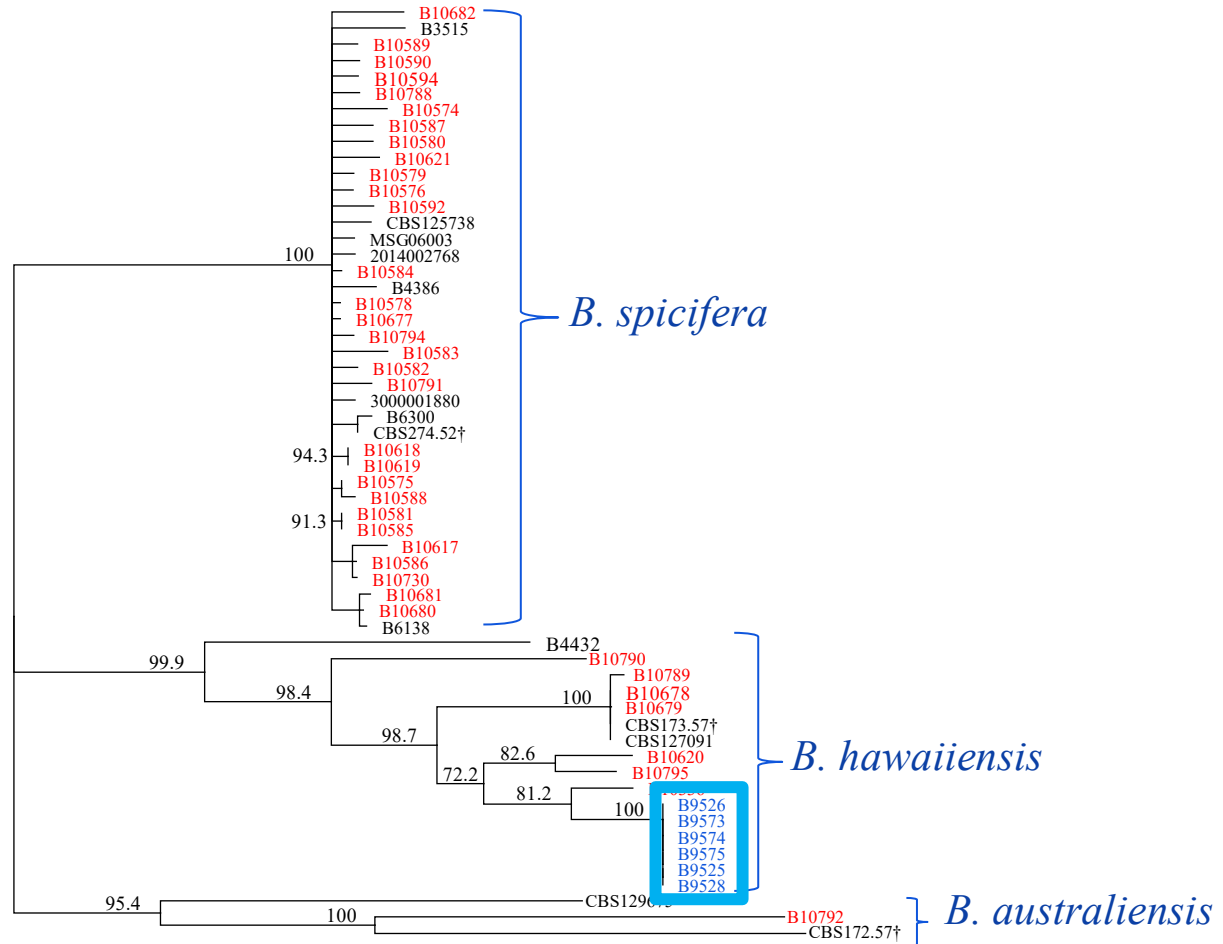 B10682
B3515
B10589
B10590
B10594
B10788
B10574
B10587
B10580
B10621
B10579
B10576
B10592
CBS125738
MSG06003
2014002768
100
B10584
B4386
B10578
B. spicifera
B10677
B10794
B10583
B10582
B10791
3000001880
B6300
CBS274.52†
94.3
B10618
B10619
B10575
B10588
B10581
91.3
B10585
B10617
B10586
B10730
B10681
B10680
B6138
B4432
99.9
B10790
B10789
98.4
B10678
100
B10679
CBS173.57†
98.7
CBS127091
82.6
B10620
B. hawaiiensis
72.2
B10795
81.2
B9526
100
B9573
B9574
B9575
B9525
B9528
95.4
100
B10792
B. australiensis
CBS172.57†